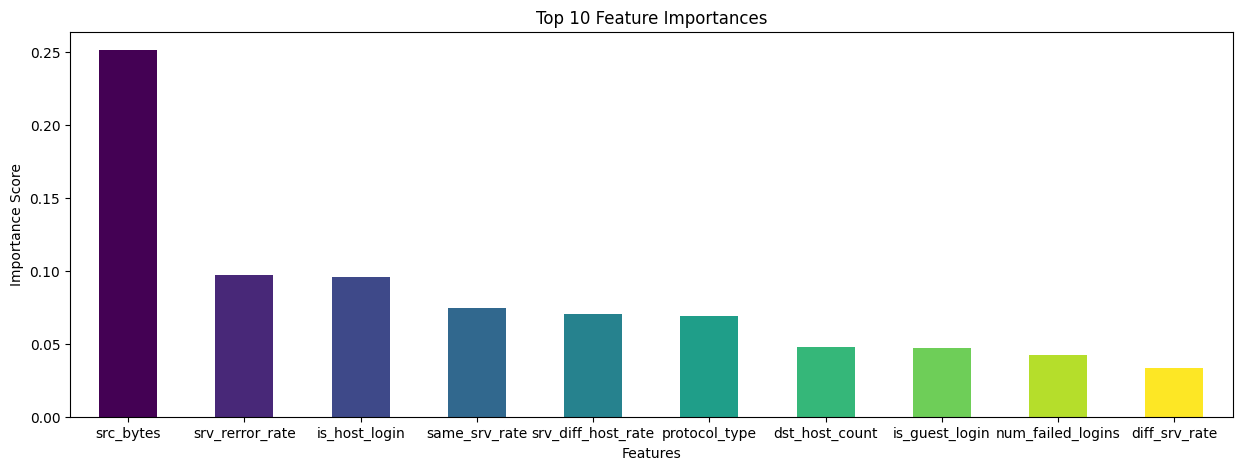 Top 10 Feature Importances
Importance Score
0.25
0.20
0.15
0.10
0.05
0.00
src_bytes srv_rerror_rate is_host_login same_srv_rate srv_diff_host_rate protocol_type dst_host_count is_guest_login num_failed_logins diff_srv_rate
Features